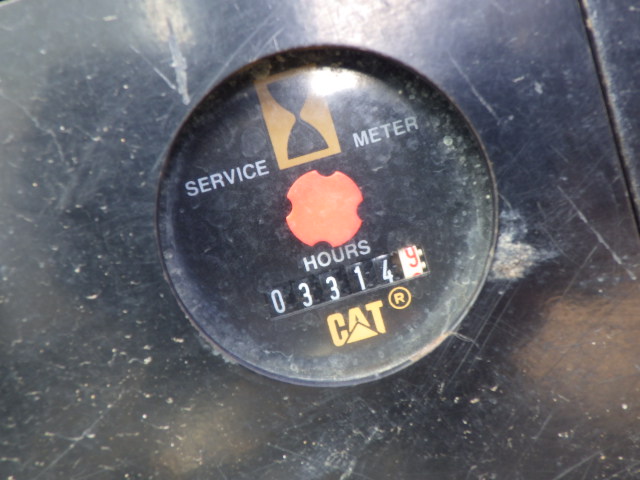 SERVICE METER
HOURS
033149
CAT®